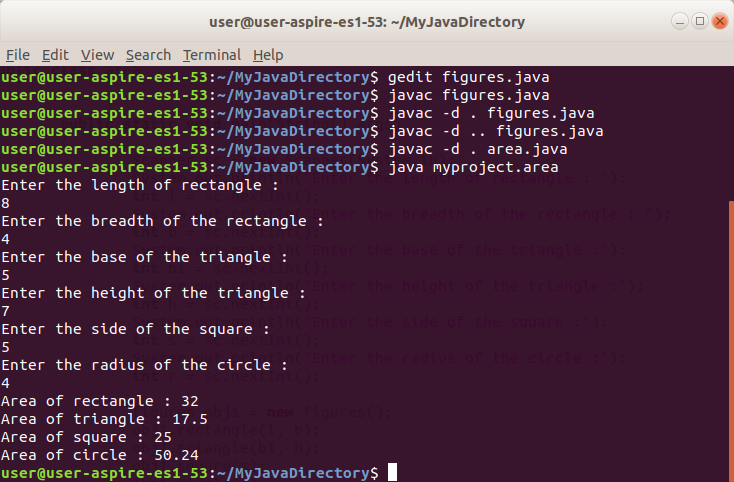 user@user-aspire-es1-53: ~/MyJavaDirectory
File Edit View Search Terminal Help
user@user-aspire-es1-53:~/MyJavaDirectory$ gedit figures.java
user@user-aspire-es1-53:~/MyJavaDirectory$ javac figures.java
user@user-aspire-es1-53:~/MyJavaDirectory$ javac -d . figures.java
user@user-aspire-es1-53:~/MyJavaDirectory$ javac -d .. figures.java
user@user-aspire-es1-53:~/MyJavaDirectory$ javac -d . area.java
user@user-aspire-es1-53:~/MyJavaDirectory$ java myproject.area
Enter the length of rectangle :
8
Enter the breadth of the rectangle :
4
Enter the base of the triangle :
5
Enter the height of the triangle :
7
Enter the side of the square :
5
Enter the radius of the circle :
4
Area of rectangle : 32
Area of triangle : 17.5
Area of square : 25
Area of circle : 50.24
user@user-aspire-es1-53:~/MyJavaDirectory$